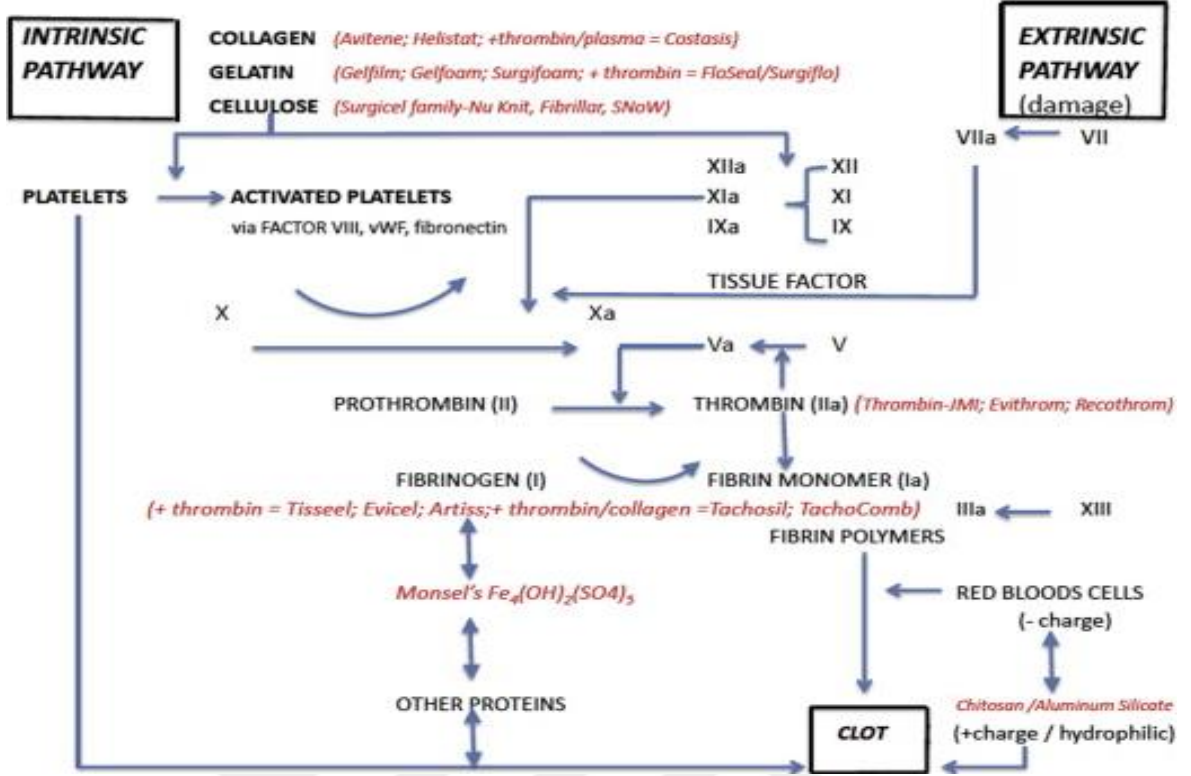 INTRINSIC
PATHWAY
COLLAGEN (Avitene; Helistat; +thrombin/plasma = Costasis)
GELATIN (Gelfilm; Gelfoam; Surgifoam; + thrombin = FloSeal/Surgiflo)
CELLULOSE (Surgicel family-Nu Knit, Fibrillar, SNoW)
EXTRINSIC
PATHWAY
(damage)
VIIa VII
XIIa XII
PLATELETS ACTIVATED PLATELETS XIa XI
via FACTOR VIII, vWF, fibronectin IXa IX
TISSUE FACTOR
X Xa
Va V
PROTHROMBIN (II) THROMBIN (IIa) (Thrombin-JMI; Evithrom; Recothrom)
FIBRINOGEN (I) FIBRIN MONOMER (Ia)
(+ thrombin = Tisseel; Evicel; Artiss;+ thrombin/collagen =Tachosil; TachoComb) IIIa XIII
FIBRIN POLYMERS
Monsel's Fe4(OH)2(SO4)5 RED BLOODS CELLS
(- charge)
OTHER PROTEINS Chitosan /Aluminum Silicate
CLOT (+charge / hydrophilic)